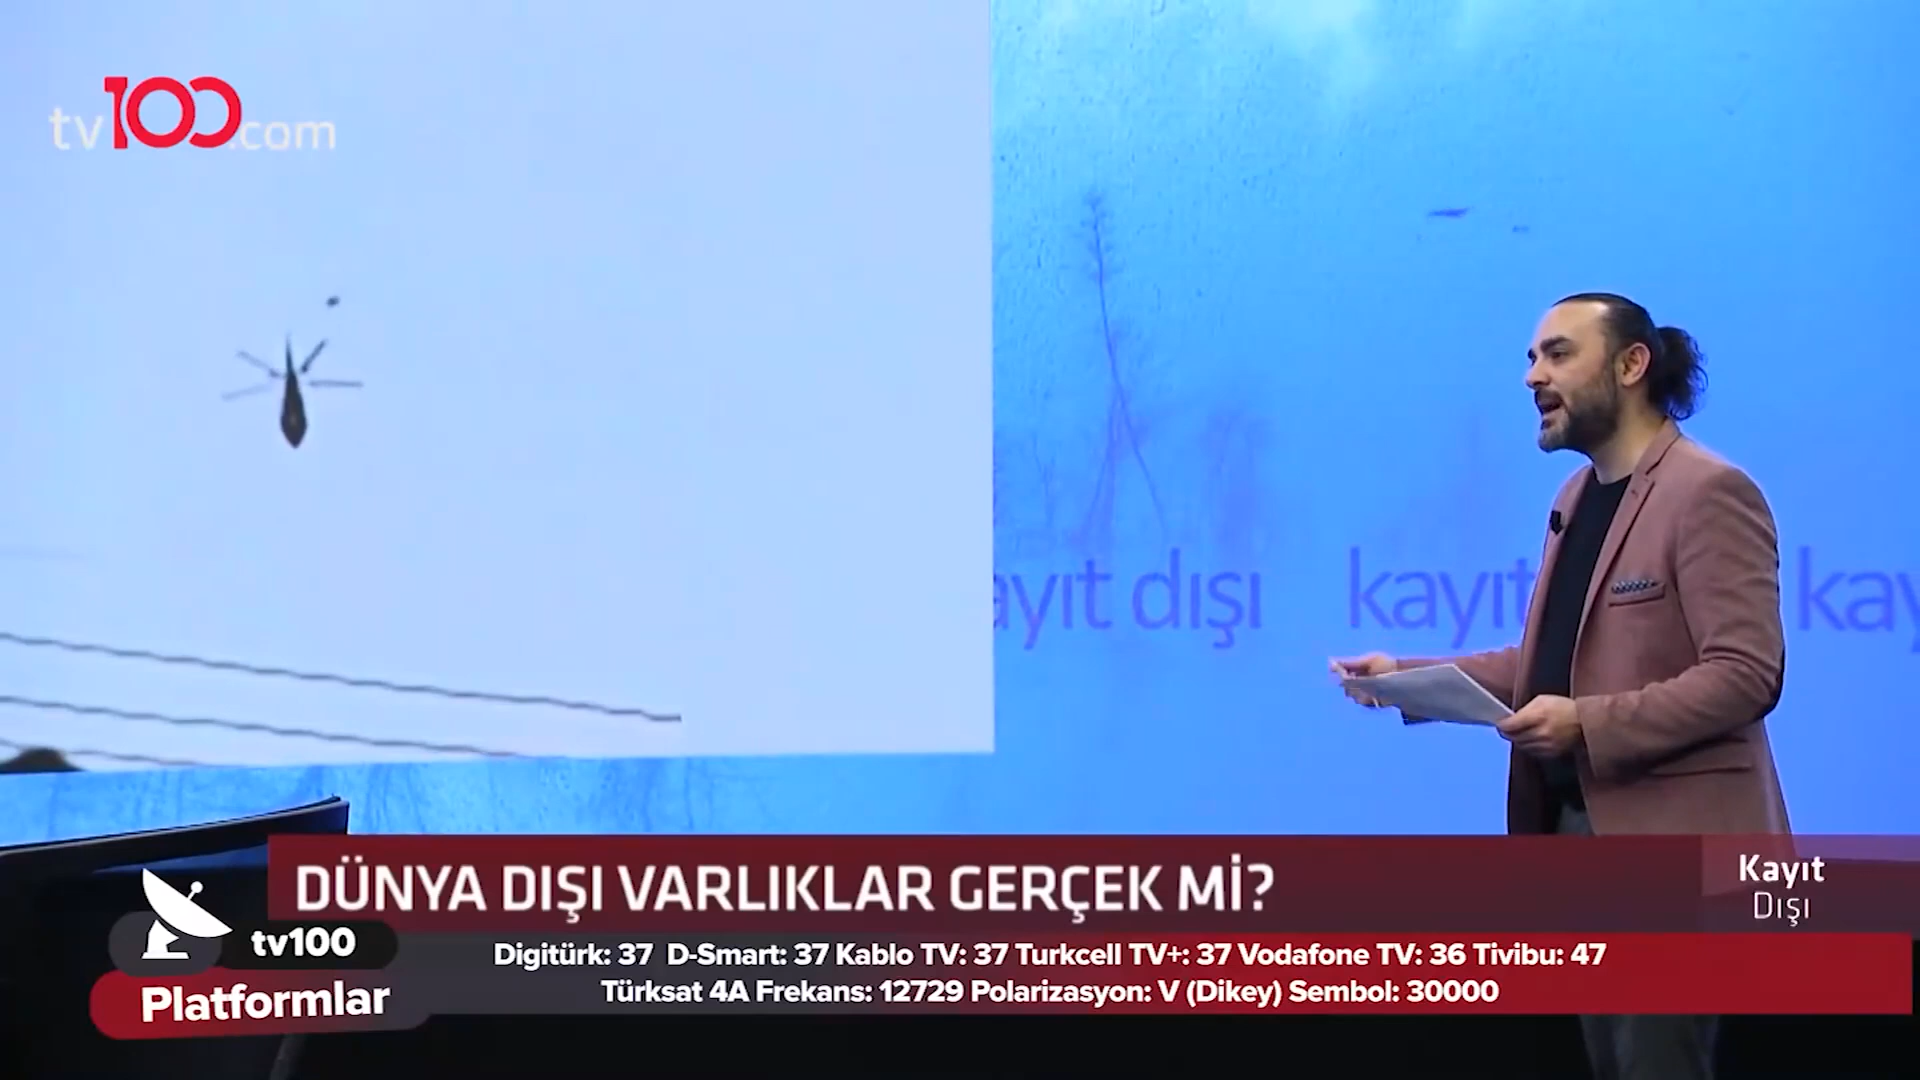 tv100.com
ayıt dışı kayıt kay
DÜNYA DIŞI VARLIKLAR GERÇEK Mİ?
Kayıt
Dışı
tv100
Platformlar
Digitürk: 37 D-Smart: 37 Kablo TV: 37 Turkcell TV+: 37 Vodafone TV: 36 Tivibu: 47
Türksat 4A Frekans: 12729 Polarizasyon: V (Dikey) Sembol: 30000